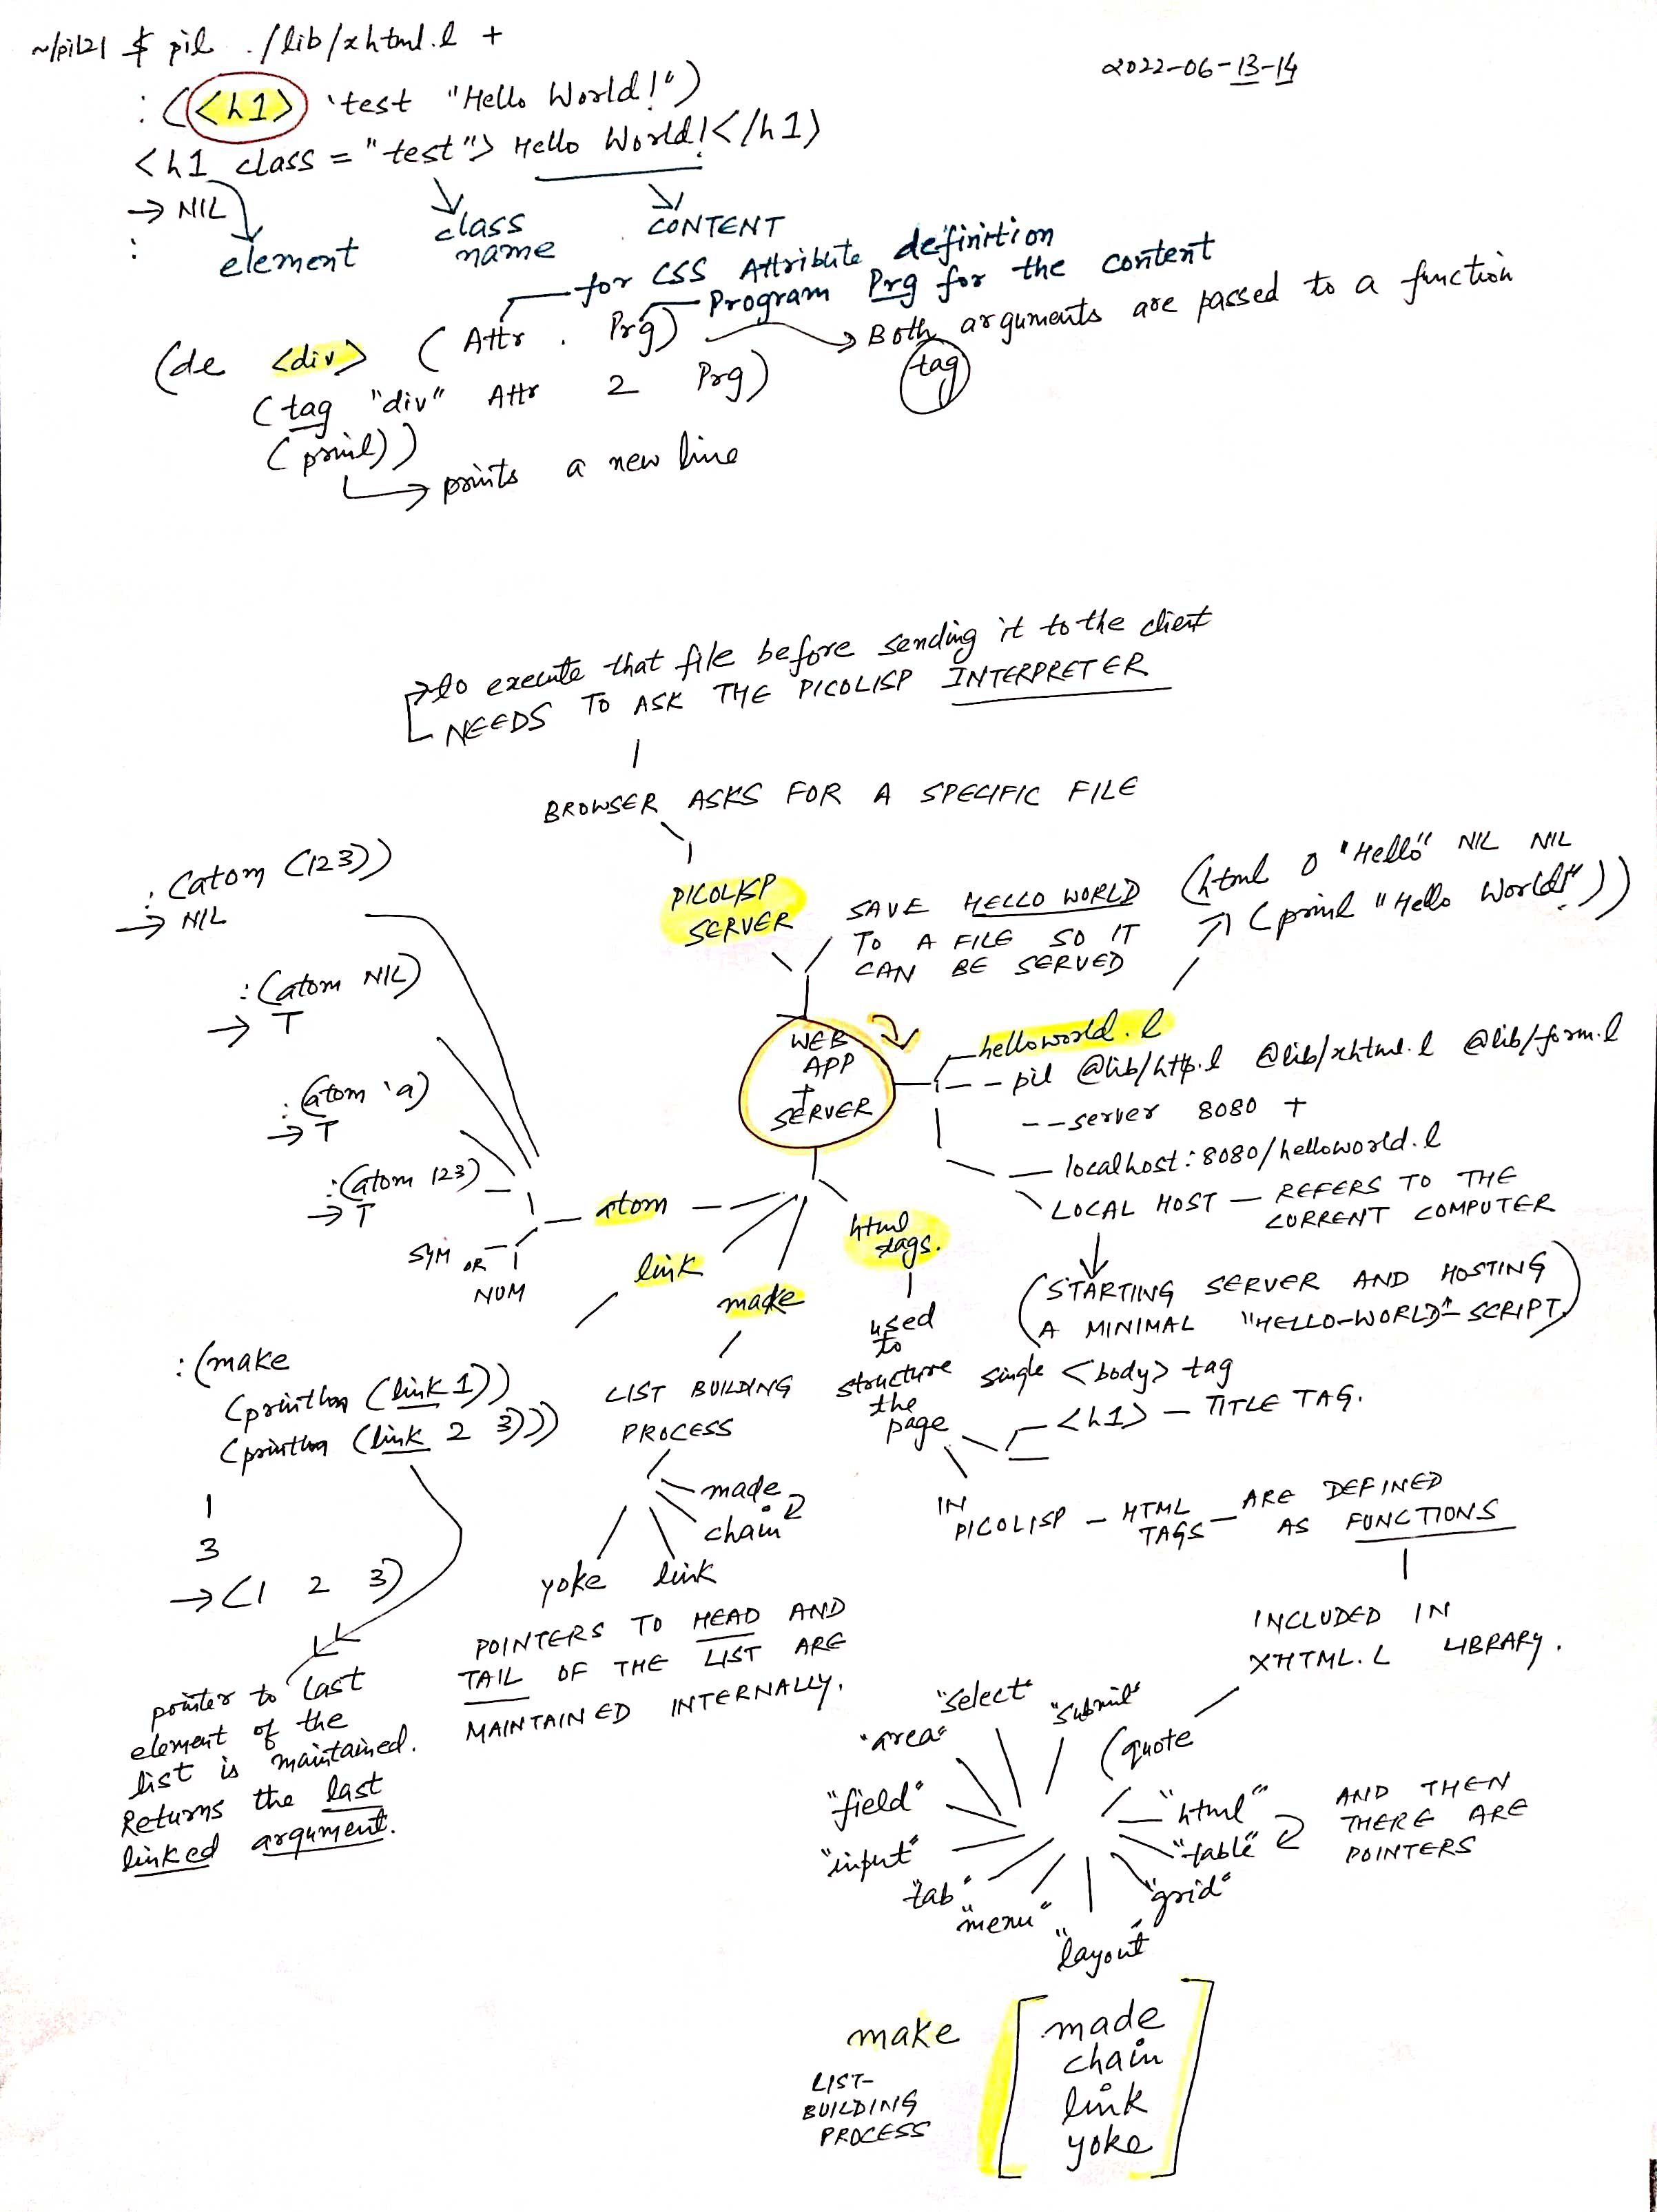 ~/pil21 $ pil ./lib/xhtml.l +
2022-06-13-14
: (<h1> 'test "Hello World!")
<h1 class = "test"> Hello World!</h1>
→ NIL
:
element
class
name
CONTENT
for CSS Attribute definition
Program Prg for the content
(de <div> (Attr . Prg)
Both arguments are passed to a function
tag
(tag "div" Attr 2 Prg)
(prinl))
prints a new line
to execute that file before sending it to the client
NEEDS TO ASK THE PICOLISP INTERPRETER
BROWSER ASKS FOR A SPECIFIC FILE
PICOLISP
SERVER
SAVE HELLO WORLD
TO A FILE SO IT
CAN BE SERVED
(html 0 "Hello" NIL NIL
(prinl "Hello World!"))
: (atom (123))
→ NIL
: (atom NIL)
→ T
: (atom 'a)
→ T
: (atom 123)
→ T
SYM OR
NUM
WEB
APP
+
SERVER
helloworld.l
pil @lib/http.l @lib/xhtml.l @lib/form.l
--server 8080 +
localhost:8080/helloworld.l
LOCAL HOST — REFERS TO THE
CURRENT COMPUTER
(STARTING SERVER AND HOSTING
A MINIMAL "HELLO-WORLD"-SCRIPT)
atom
link
make
html
tags.
used
to
structure
the
page
single <body> tag
<h1> — TITLE TAG.
IN
PICOLISP — HTML
TAGS — ARE DEFINED
AS FUNCTIONS
INCLUDED IN
XHTML.L LIBRARY.
: (make
(println (link 1))
(println (link 2 3)))
1
3
→ (1 2 3)
pointer to last
element of the
list is maintained.
Returns the last
linked argument.
LIST BUILDING
PROCESS
made
chain
yoke link
POINTERS TO HEAD AND
TAIL OF THE LIST ARE
MAINTAINED INTERNALLY.
"select"
"submit"
"area"
(quote
"field"
"html"
"input"
"table"
"tab"
"grid"
"menu"
"layout"
AND THEN
THERE ARE
POINTERS
make
LIST-
BUILDING
PROCESS
made
chain
link
yoke